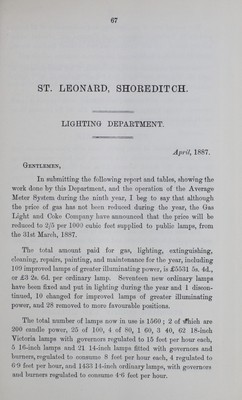 67
ST. LEONARD, SHOREDITCH.
LIGHTING DEPARTMENT.
April, 1887.
GENTLEMEN,
In submitting the following report and tables, shewing the
work done by this Department, and the operation of the Average
Meter System during the ninth year, I beg to say that although
the price of gas has not been reduced during the year, the Gas
Light and Coke Company have announced that the price will be
reduced to 2/5 per 1000 cubic feet supplied to public lamps, from
the 31st March, 1887.
The total amount paid for gas, lighting, extinguishing,
cleaning, repairs, painting, and maintenance for the year, including
100 improved lamps of greater illuminating power, is £5531 5s. 4d.,
or £3 2s. 6d. per ordinary lamp. Seventeen new ordinary lamps
have been fixed and put in lighting during the year and 1 discon-
tinued, 10 changed for improved lamps of greater illuminating
power, and 28 removed to more favourable positions.
The total number of lamps now in use is 1560; 2 of which are
200 candle power, 25 of 100, 4 of 80, 1 60, 3 40, 62 18-inch
Victoria lamps with governors regulated to 15 feet per hour each,
5 16-inch lamps and 21 14-inch lamps fitted with governors and
burners, regulated to consume 8 feet per hour each, 4 regulated to
6·9 feet per hour, and 1433 14-inch ordinary lamps, with governors
and burners regulated to consume 4·6 feet per hour.